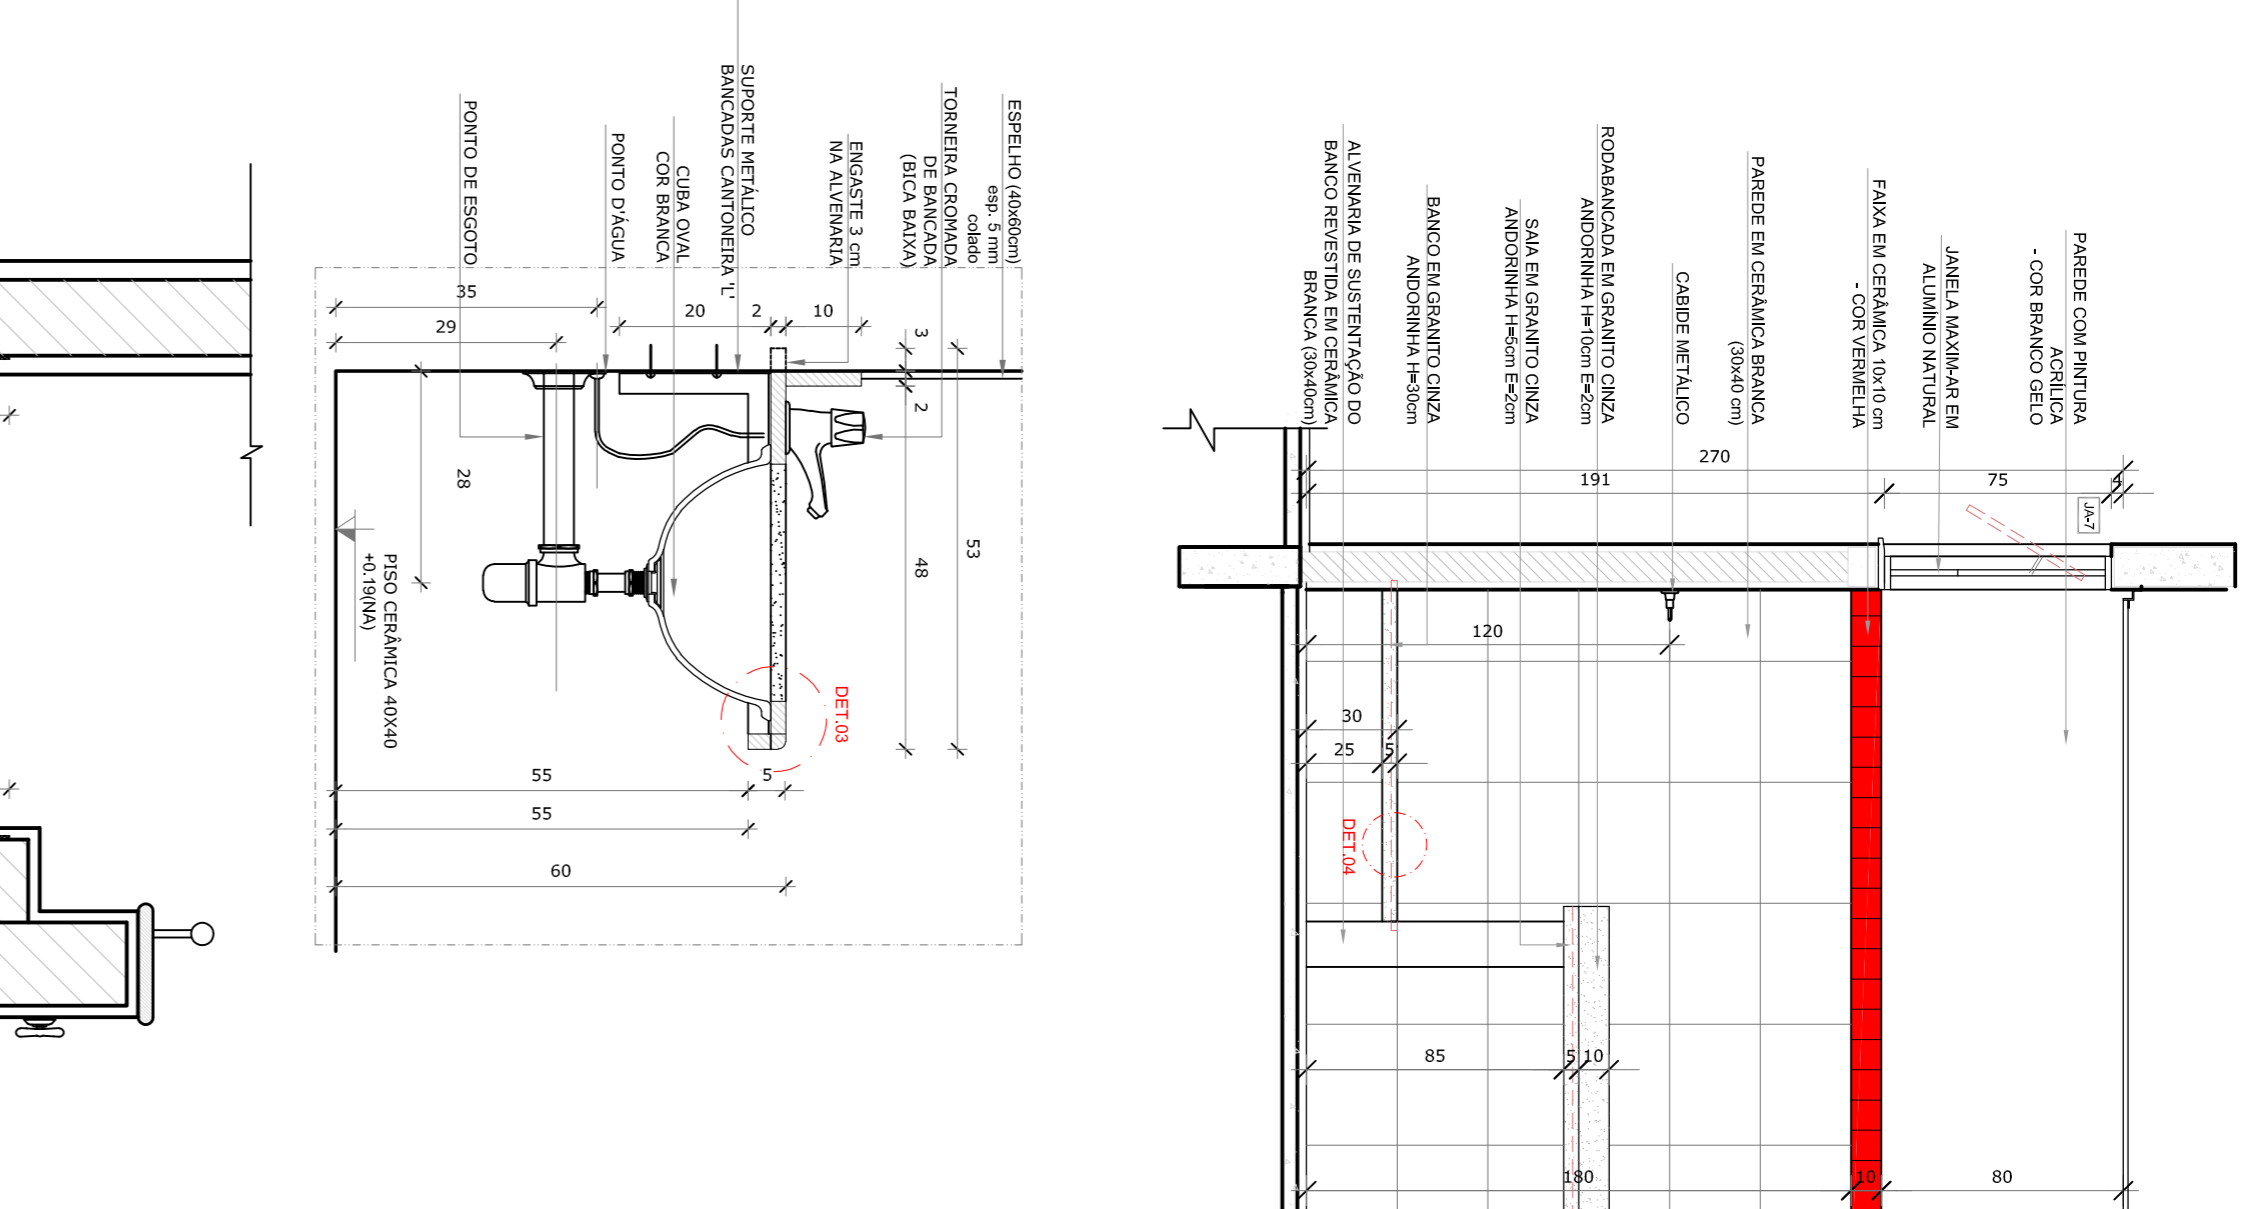 PONTO DE ESGOTO
SUPORTE METÁLICO
BANCADAS CANTONEIRA 'L'
PONTO D'ÁGUA
CUBA OVAL
COR BRANCA
ENGASTE 3 cm
NA ALVENARIA
TORNEIRA CROMADA
DE BANCADA
(BICA BAIXA)
ESPELHO (40x60cm)
esp. 5 mm
colado
35
29
20
2
10
3
2
28
53
48
PISO CERÂMICA 40X40
+0.19(NA)
DET.03
55
5
55
60
ALVENARIA DE SUSTENTAÇÃO DO
BANCO REVESTIDA EM CERÂMICA
BRANCA (30x40cm)
BANCO EM GRANITO CINZA
ANDORINHA H=30cm
SAIA EM GRANITO CINZA
ANDORINHA H=5cm E=2cm
RODABANCADA EM GRANITO CINZA
ANDORINHA H=10cm E=2cm
CABIDE METÁLICO
PAREDE EM CERÂMICA BRANCA
(30x40 cm)
FAIXA EM CERÂMICA 10x10 cm
- COR VERMELHA
JANELA MAXIM-AR EM
ALUMÍNIO NATURAL
PAREDE COM PINTURA
ACRÍLICA
- COR BRANCO GELO
270
191
75
4
JA-7
120
30
25
5
DET.04
85
5
10
180
10
80